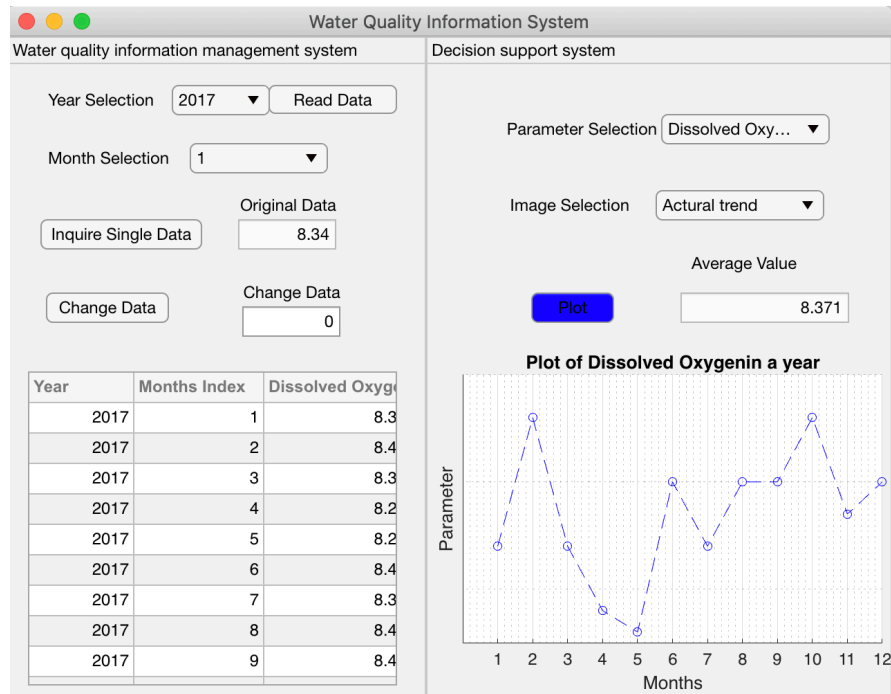 Water Quality Information System
Water quality information management system
Year Selection 2017 Read Data
Month Selection 1
Original Data
Inquire Single Data 8.34
Change Data
Change Data 0
Year Months Index Dissolved Oxyge
2017 1 8.3
2017 2 8.4
2017 3 8.3
2017 4 8.2
2017 5 8.2
2017 6 8.4
2017 7 8.3
2017 8 8.4
2017 9 8.4
Decision support system
Parameter Selection Dissolved Oxy...
Image Selection Actural trend
Average Value
Plot 8.371
Plot of Dissolved Oxygenin a year
Parameter
1 2 3 4 5 6 7 8 9 10 11 12
Months